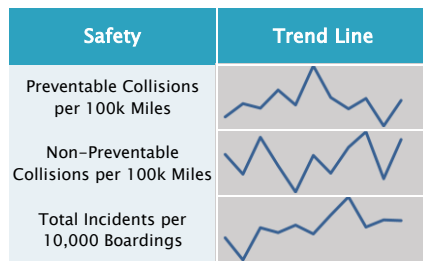 Safety
Trend Line
Preventable Collisions
per 100k Miles
Non-Preventable
Collisions per 100k Miles
Total Incidents per
10,000 Boardings